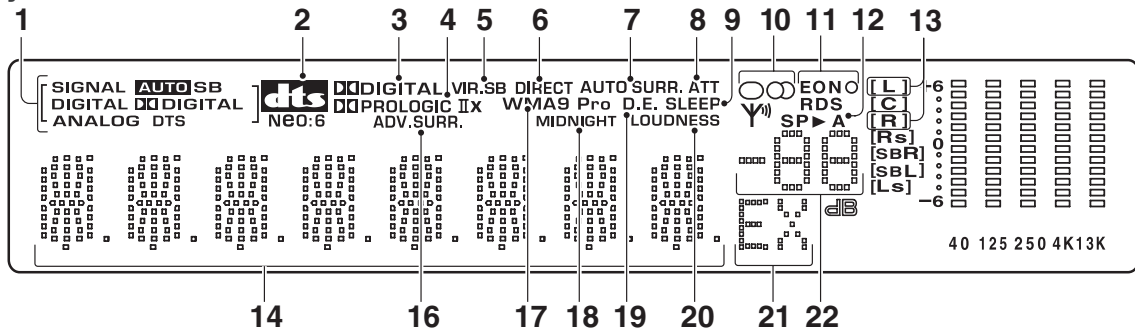 1 2 3 4 5 6 7 8 9 10 11 12 13
SIGNAL AUTO SB dts DIGITAL VIR.SB DIRECT AUTO SURR. ATT EON [L] -6
DIGITAL DIGITAL PROLOGIC IIx WMA9 Pro D.E. SLEEP RDS C
ANALOG DTS Neo:6 ADV.SURR. MIDNIGHT LOUDNESS SP►A [R]
[Rs] 0
[SBR]
[SBL]
[Ls]
-6
dB
EX
40 125 250 4K 13K
14 16 17 18 19 20 21 22